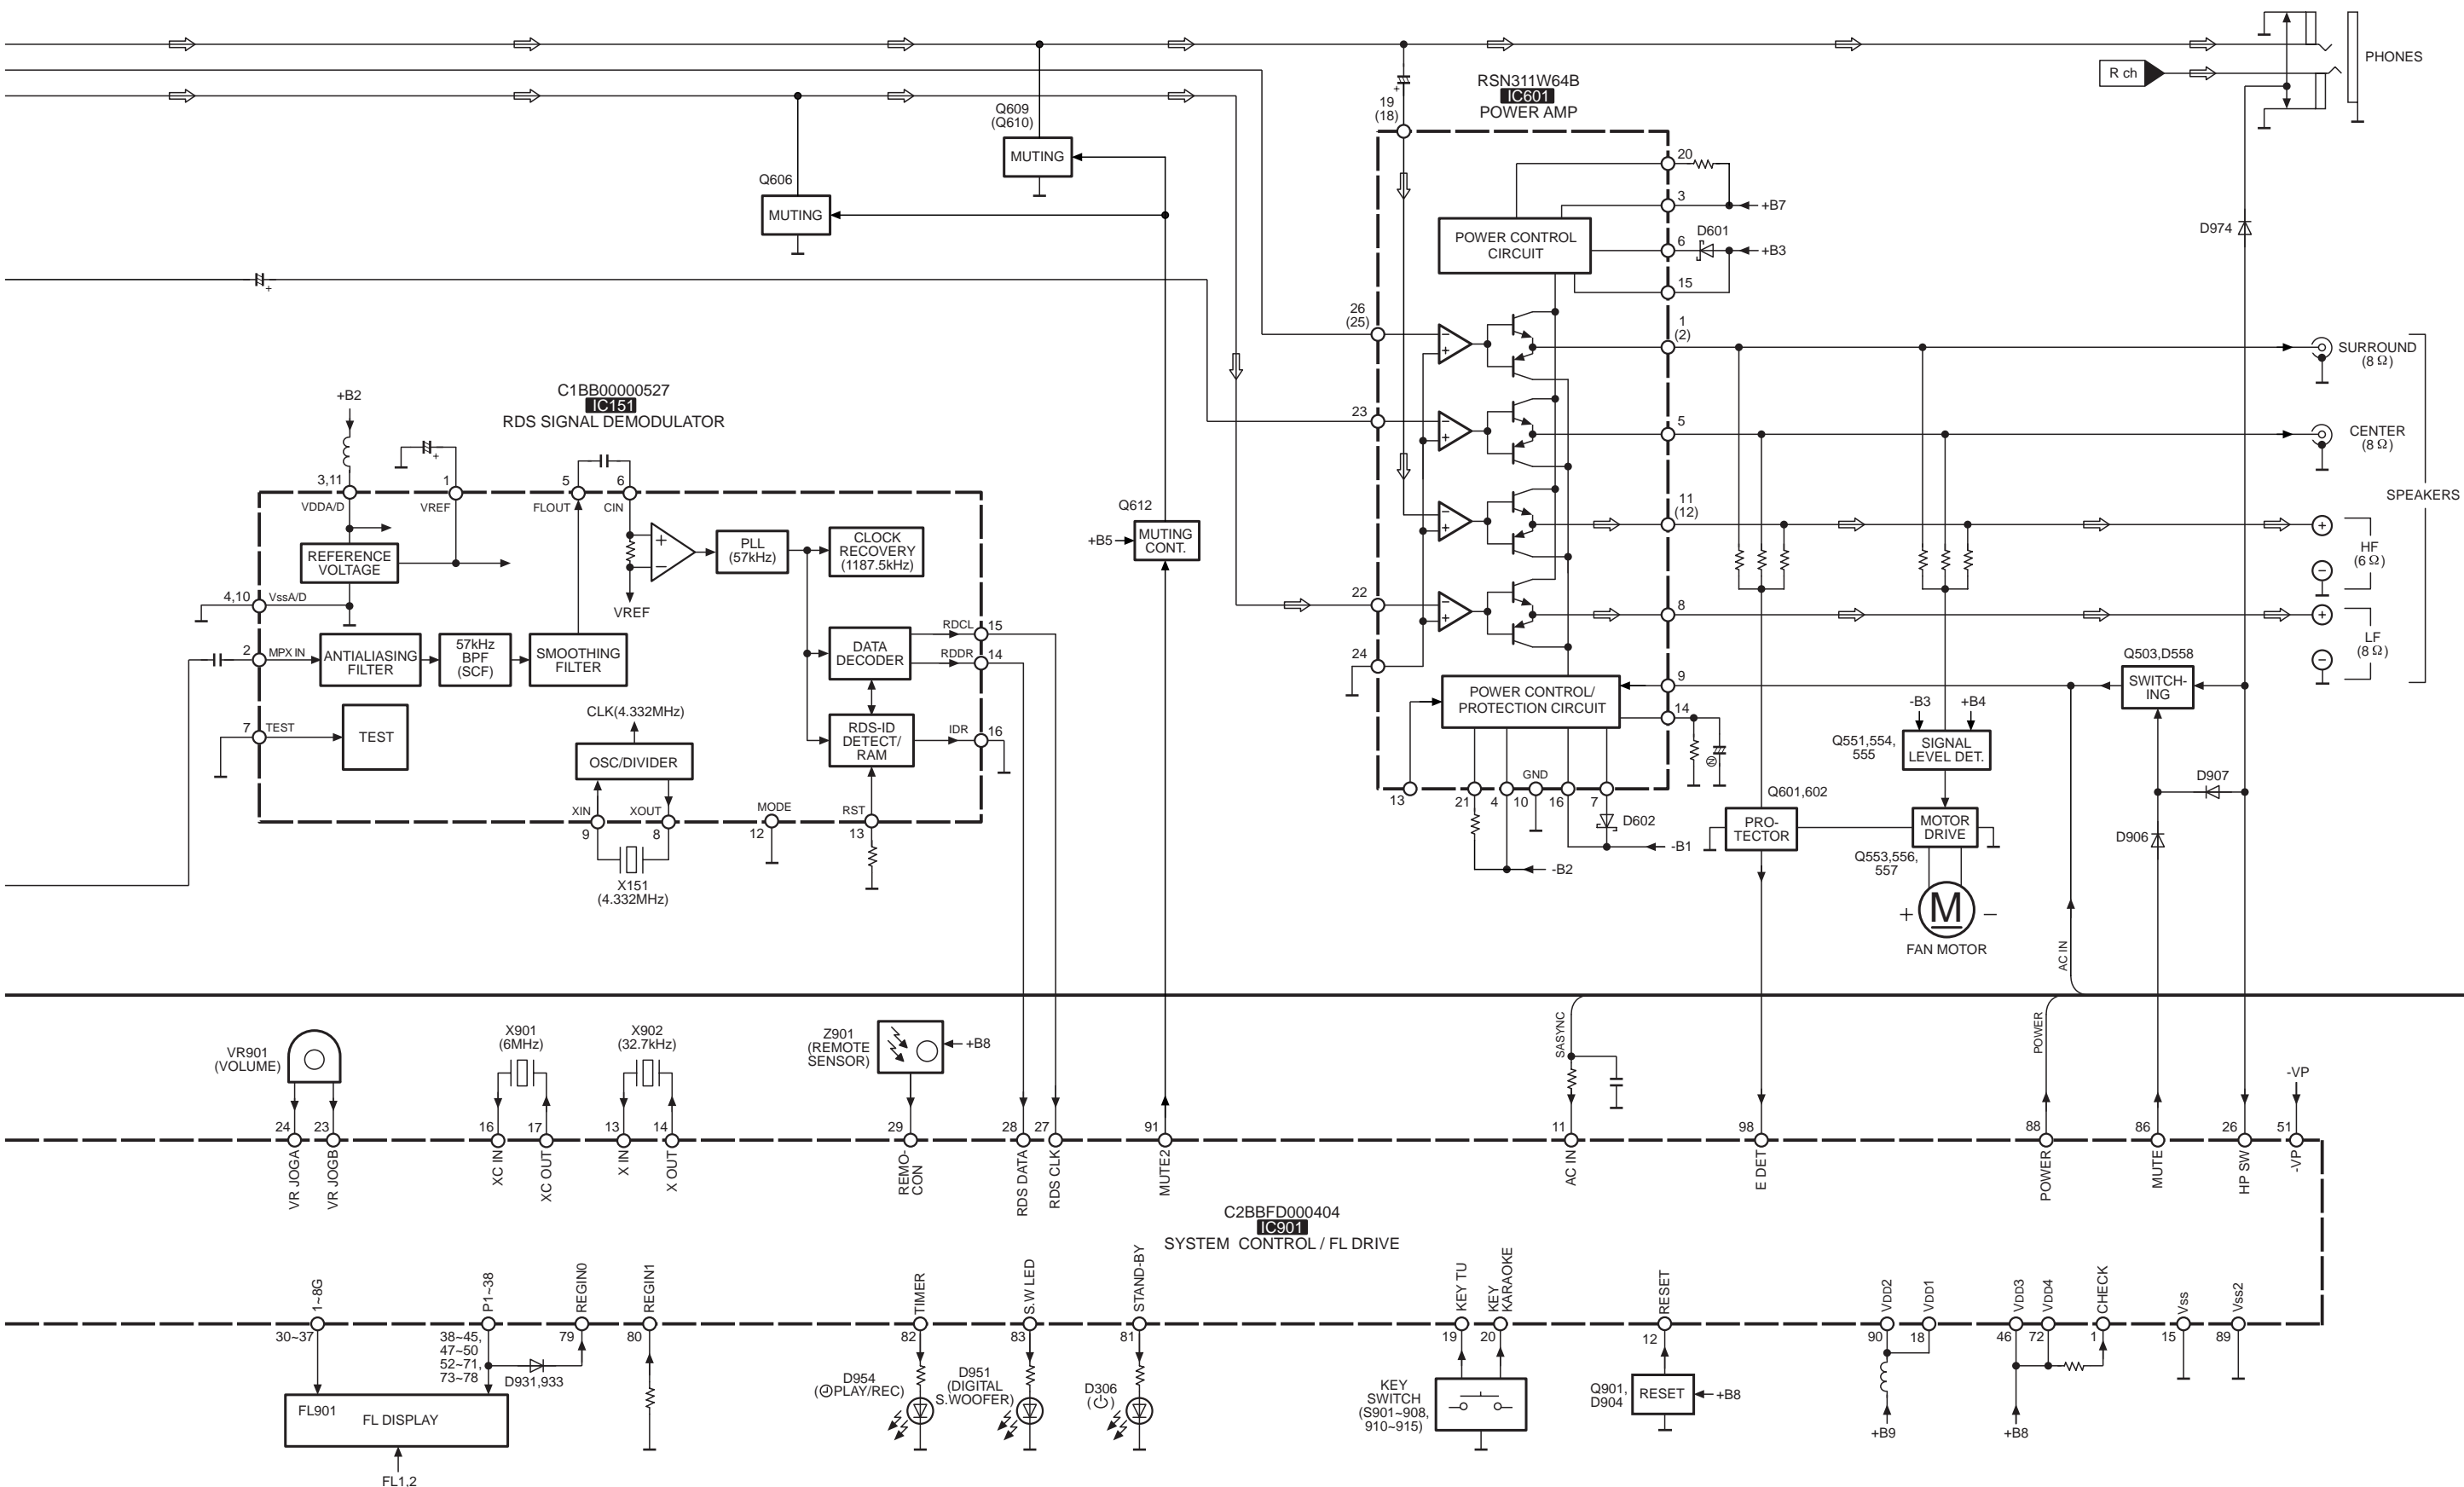 PHONES
R ch
RSN311W64B
IC601
POWER AMP
19
(18)
+
Q609
(Q610)
MUTING
Q606
MUTING
20
3
+B7
POWER CONTROL
CIRCUIT
6
D601
+B3
15
D974
+
26
(25)
1
(2)
SURROUND
(8 Ω)
23
5
CENTER
(8 Ω)
SPEAKERS
11
(12)
HF
(6 Ω)
22
8
LF
(8 Ω)
24
− +
− +
− +
− +
+
−
+
−
C1BB00000527
IC151
RDS SIGNAL DEMODULATOR
+B2
+
3,11
1
5
6
VDDA/D
VREF
FLOUT
CIN
REFERENCE
VOLTAGE
+
−
VREF
PLL
(57kHz)
CLOCK
RECOVERY
(1187.5kHz)
4,10
VssA/D
2
MPX IN
ANTIALIASING
FILTER
57kHz
BPF
(SCF)
SMOOTHING
FILTER
DATA
DECODER
RDCL
15
RDDR
14
7
TEST
TEST
CLK(4.332MHz)
OSC/DIVIDER
RDS-ID
DETECT/
RAM
IDR
16
XIN
XOUT
MODE
RST
9
8
12
13
X151
(4.332MHz)
Q612
+B5
MUTING
CONT.
POWER CONTROL/
PROTECTION CIRCUIT
9
14
N
GND
13
21
4
10
16
7
D602
-B1
-B2
Q503,D558
SWITCH-
ING
-B3
+B4
Q551,554,
555
SIGNAL
LEVEL DET.
D907
D906
Q601,602
PRO-
TECTOR
MOTOR
DRIVE
Q553,556,
557
+
M
−
FAN MOTOR
AC IN
VR901
(VOLUME)
X901
(6MHz)
X902
(32.7kHz)
Z901
(REMOTE
SENSOR)
+B8
SASYNC
POWER
-VP
24
23
16
17
13
14
29
28
27
91
11
98
88
86
26
51
VR JOGA
VR JOGB
XC IN
XC OUT
X IN
X OUT
REMO-
CON
RDS DATA
RDS CLK
MUTE2
AC IN
E DET
POWER
MUTE
HP SW
-VP
C2BBFD000404
IC901
SYSTEM CONTROL / FL DRIVE
1~8G
P1~38
REGIN0
REGIN1
TIMER
S.W LED
STAND-BY
KEY TU
KEY
KARAOKE
RESET
VDD2
VDD1
VDD3
VDD4
CHECK
Vss
Vss2
30~37
38~45,
47~50
52~71,
73~78
79
80
82
83
81
19
20
12
90
18
46
72
1
15
89
D931,933
FL901
FL DISPLAY
FL1,2
D954
(PLAY/REC)
D951
(DIGITAL
S.WOOFER)
D306
(⏻)
KEY
SWITCH
(S901~908,
910~915)
Q901,
D904
RESET
+B8
+B9
+B8